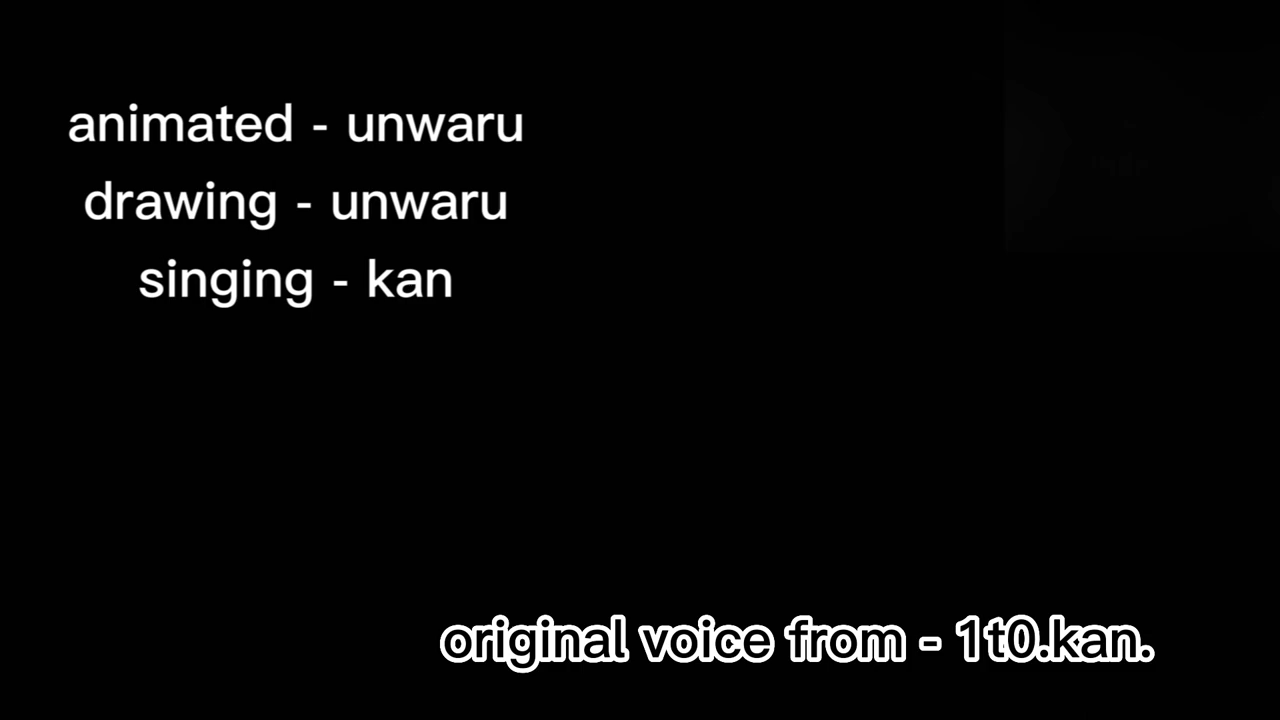 animated - unwaru
drawing - unwaru
singing - kan
original voice from - 1t0.kan.